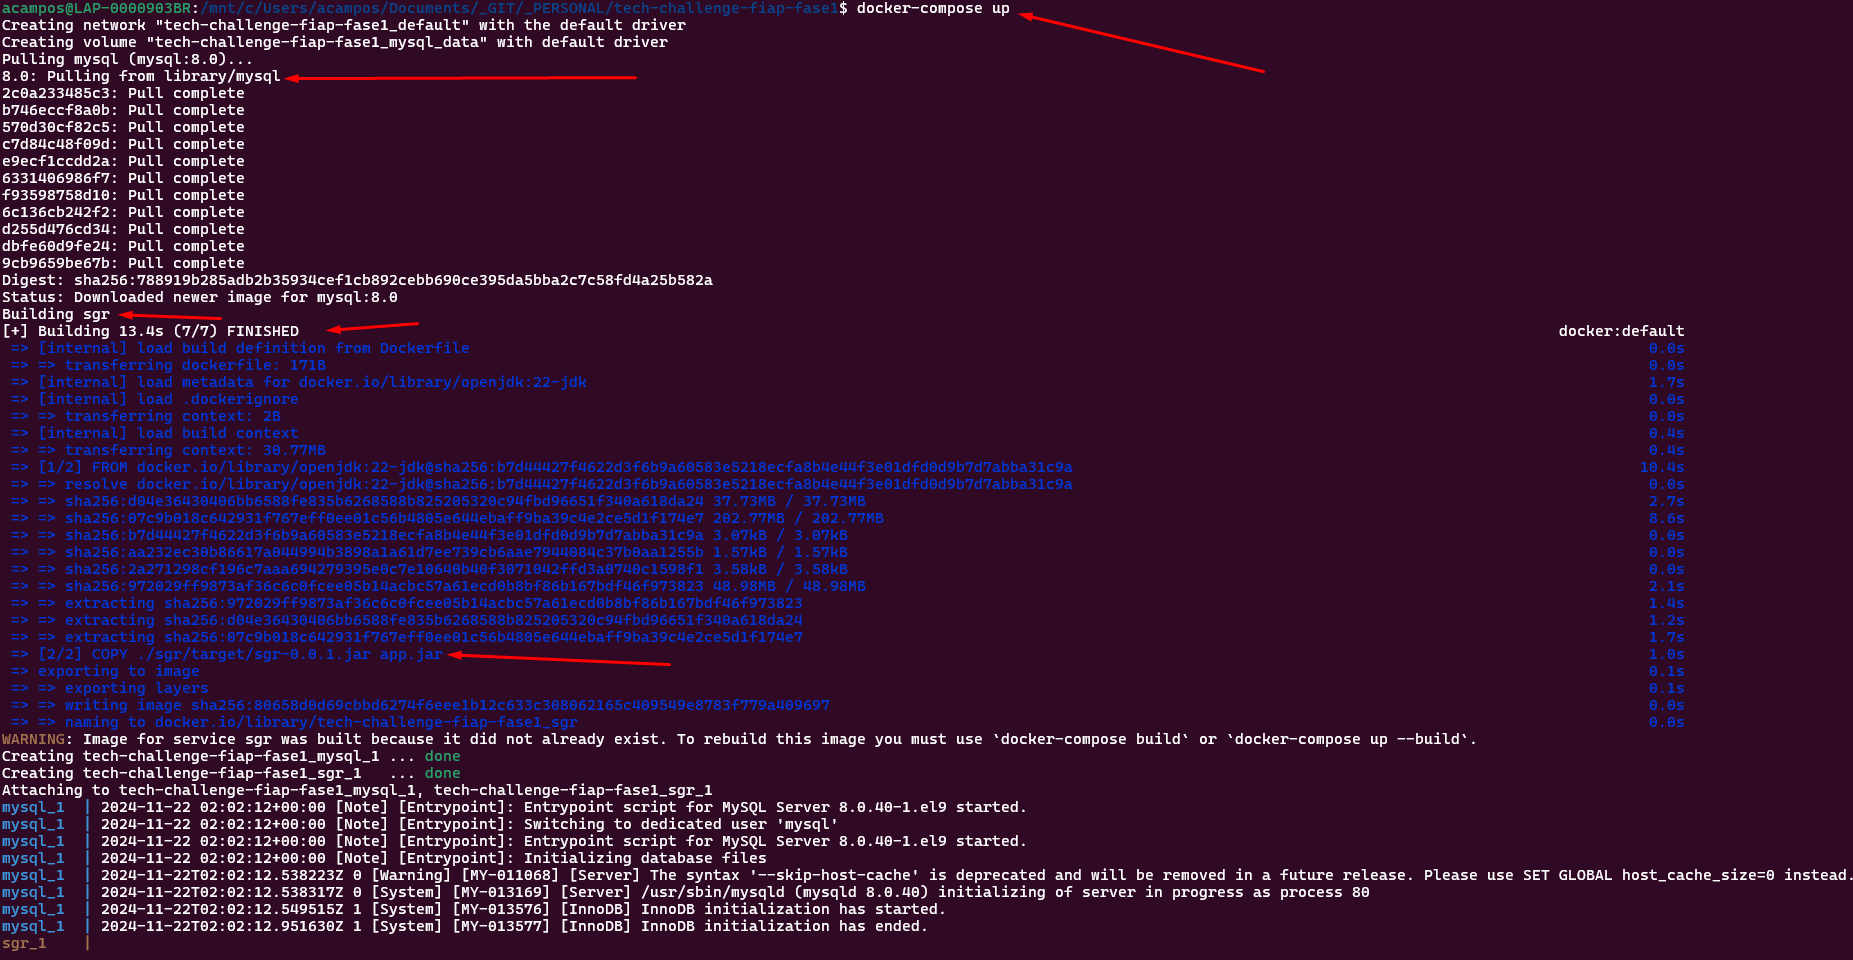 acampos@LAP-0000903BR:/mnt/c/Users/acampos/Documents/_GIT/_PERSONAL/tech-challenge-fiap-fase1$ docker-compose up
Creating network "tech-challenge-fiap-fase1_default" with the default driver
Creating volume "tech-challenge-fiap-fase1_mysql_data" with default driver
Pulling mysql (mysql:8.0)...
8.0: Pulling from library/mysql
2c0a233485c3: Pull complete
b746eccf8a0b: Pull complete
570d30cf82c5: Pull complete
c7d84c48f09d: Pull complete
e9ecf1ccdd2a: Pull complete
6331406986f7: Pull complete
f93598758d10: Pull complete
6c136cb242f2: Pull complete
d255d476cd34: Pull complete
dbfe60d9fe24: Pull complete
9cb9659be67b: Pull complete
Digest: sha256:788919b285adb2b35934cef1cb892cebb690ce395da5bba2c7c58fd4a25b582a
Status: Downloaded newer image for mysql:8.0
Building sgr
[+] Building 13.4s (7/7) FINISHED docker:default
=> [internal] load build definition from Dockerfile 0.0s
=> => transferring dockerfile: 171B 0.0s
=> [internal] load metadata for docker.io/library/openjdk:22-jdk 1.7s
=> [internal] load .dockerignore 0.0s
=> => transferring context: 2B 0.0s
=> [internal] load build context 0.4s
=> => transferring context: 30.77MB 0.4s
=> [1/2] FROM docker.io/library/openjdk:22-jdk@sha256:b7d44427f4622d3f6b9a60583e5218ecfa8b4e44f3e01dfd0d9b7d7abba31c9a 10.4s
=> => resolve docker.io/library/openjdk:22-jdk@sha256:b7d44427f4622d3f6b9a60583e5218ecfa8b4e44f3e01dfd0d9b7d7abba31c9a 0.0s
=> => sha256:d04e36430406bb6588fe835b6268588b825205320c94fbd96651f340a618da24 37.73MB / 37.73MB 2.7s
=> => sha256:07c9b018c642931f767eff0ee01c56b4805e644ebaff9ba39c4e2ce5d1f174e7 202.77MB / 202.77MB 8.6s
=> => sha256:b7d44427f4622d3f6b9a60583e5218ecfa8b4e44f3e01dfd0d9b7d7abba31c9a 3.07kB / 3.07kB 0.0s
=> => sha256:aa232ec30b86617a044994b3898a1a61d7ee739cb6aae7944084c37b0aa1255b 1.57kB / 1.57kB 0.0s
=> => sha256:2a271298cf196c7aaa694279395e0c7e10640b40f3071042ffd3a0740c1598f1 3.58kB / 3.58kB 0.0s
=> => sha256:972029ff9873af36c6c0fcee05b14acbc57a61ecd0b8bf86b167bdf46f973823 48.98MB / 48.98MB 2.1s
=> => extracting sha256:972029ff9873af36c6c0fcee05b14acbc57a61ecd0b8bf86b167bdf46f973823 1.4s
=> => extracting sha256:d04e36430406bb6588fe835b6268588b825205320c94fbd96651f340a618da24 1.2s
=> => extracting sha256:07c9b018c642931f767eff0ee01c56b4805e644ebaff9ba39c4e2ce5d1f174e7 1.7s
=> [2/2] COPY ./sgr/target/sgr-0.0.1.jar app.jar 1.0s
=> exporting to image 0.1s
=> => exporting layers 0.1s
=> => writing image sha256:80658d0d69cbbd6274f6eee1b12c633c308062165c409549e8783f779a409697 0.0s
=> => naming to docker.io/library/tech-challenge-fiap-fase1_sgr 0.0s
WARNING: Image for service sgr was built because it did not already exist. To rebuild this image you must use `docker-compose build` or `docker-compose up --build`.
Creating tech-challenge-fiap-fase1_mysql_1 ... done
Creating tech-challenge-fiap-fase1_sgr_1 ... done
Attaching to tech-challenge-fiap-fase1_mysql_1, tech-challenge-fiap-fase1_sgr_1
mysql_1 | 2024-11-22 02:02:12+00:00 [Note] [Entrypoint]: Entrypoint script for MySQL Server 8.0.40-1.el9 started.
mysql_1 | 2024-11-22 02:02:12+00:00 [Note] [Entrypoint]: Switching to dedicated user 'mysql'
mysql_1 | 2024-11-22 02:02:12+00:00 [Note] [Entrypoint]: Entrypoint script for MySQL Server 8.0.40-1.el9 started.
mysql_1 | 2024-11-22 02:02:12+00:00 [Note] [Entrypoint]: Initializing database files
mysql_1 | 2024-11-22T02:02:12.538223Z 0 [Warning] [MY-011068] [Server] The syntax '--skip-host-cache' is deprecated and will be removed in a future release. Please use SET GLOBAL host_cache_size=0 instead.
mysql_1 | 2024-11-22T02:02:12.538317Z 0 [System] [MY-013169] [Server] /usr/sbin/mysqld (mysqld 8.0.40) initializing of server in progress as process 80
mysql_1 | 2024-11-22T02:02:12.549515Z 1 [System] [MY-013576] [InnoDB] InnoDB initialization has started.
mysql_1 | 2024-11-22T02:02:12.951630Z 1 [System] [MY-013577] [InnoDB] InnoDB initialization has ended.
sgr_1 |